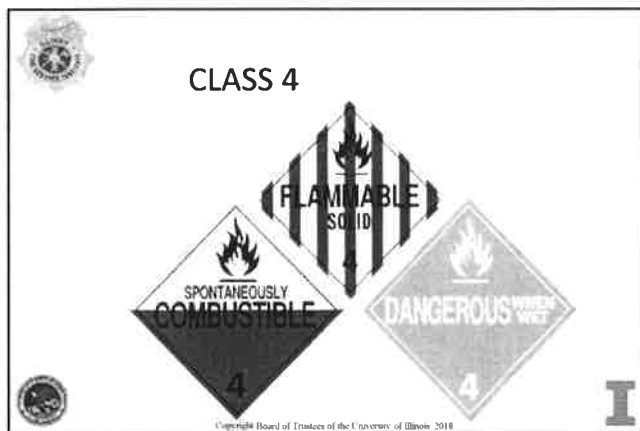 CLASS 4
FLAMMABLE
SOLID
4
SPONTANEOUSLY
COMBUSTIBLE
4
DANGEROUS WHEN
WET
4
I
Copyright Board of Trustees of the University of Illinois 2018